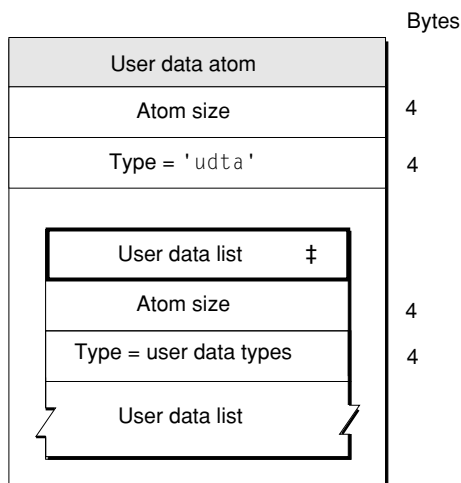 Bytes
User data atom
Atom size 4
Type = 'udta' 4
User data list ‡
Atom size 4
Type = user data types 4
User data list